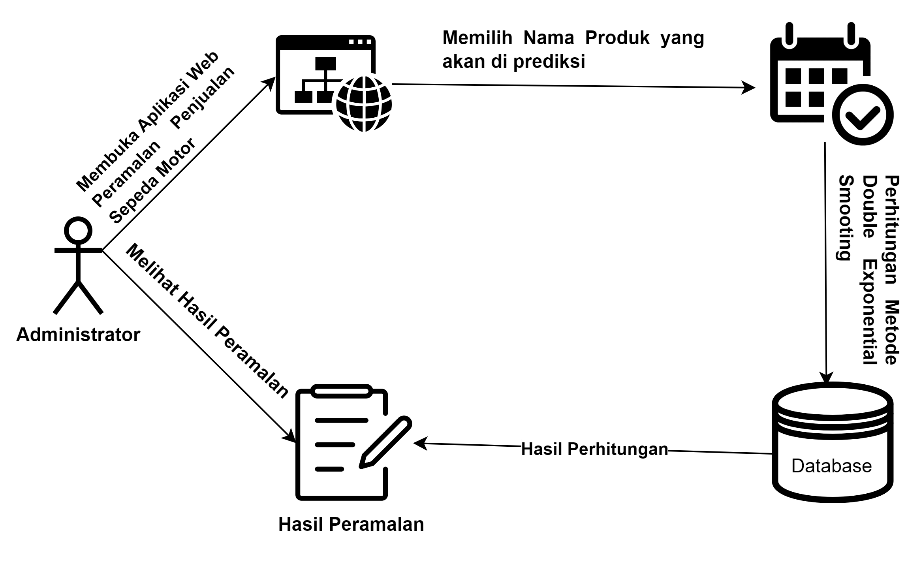 Membuka Aplikasi Web
Peramalan Penjualan
Sepeda Motor
Memilih Nama Produk yang
akan di prediksi
Perhitungan Metode
Double Exponential
Smooting
Administrator
Melihat Hasil Peramalan
Hasil Perhitungan
Database
Hasil Peramalan